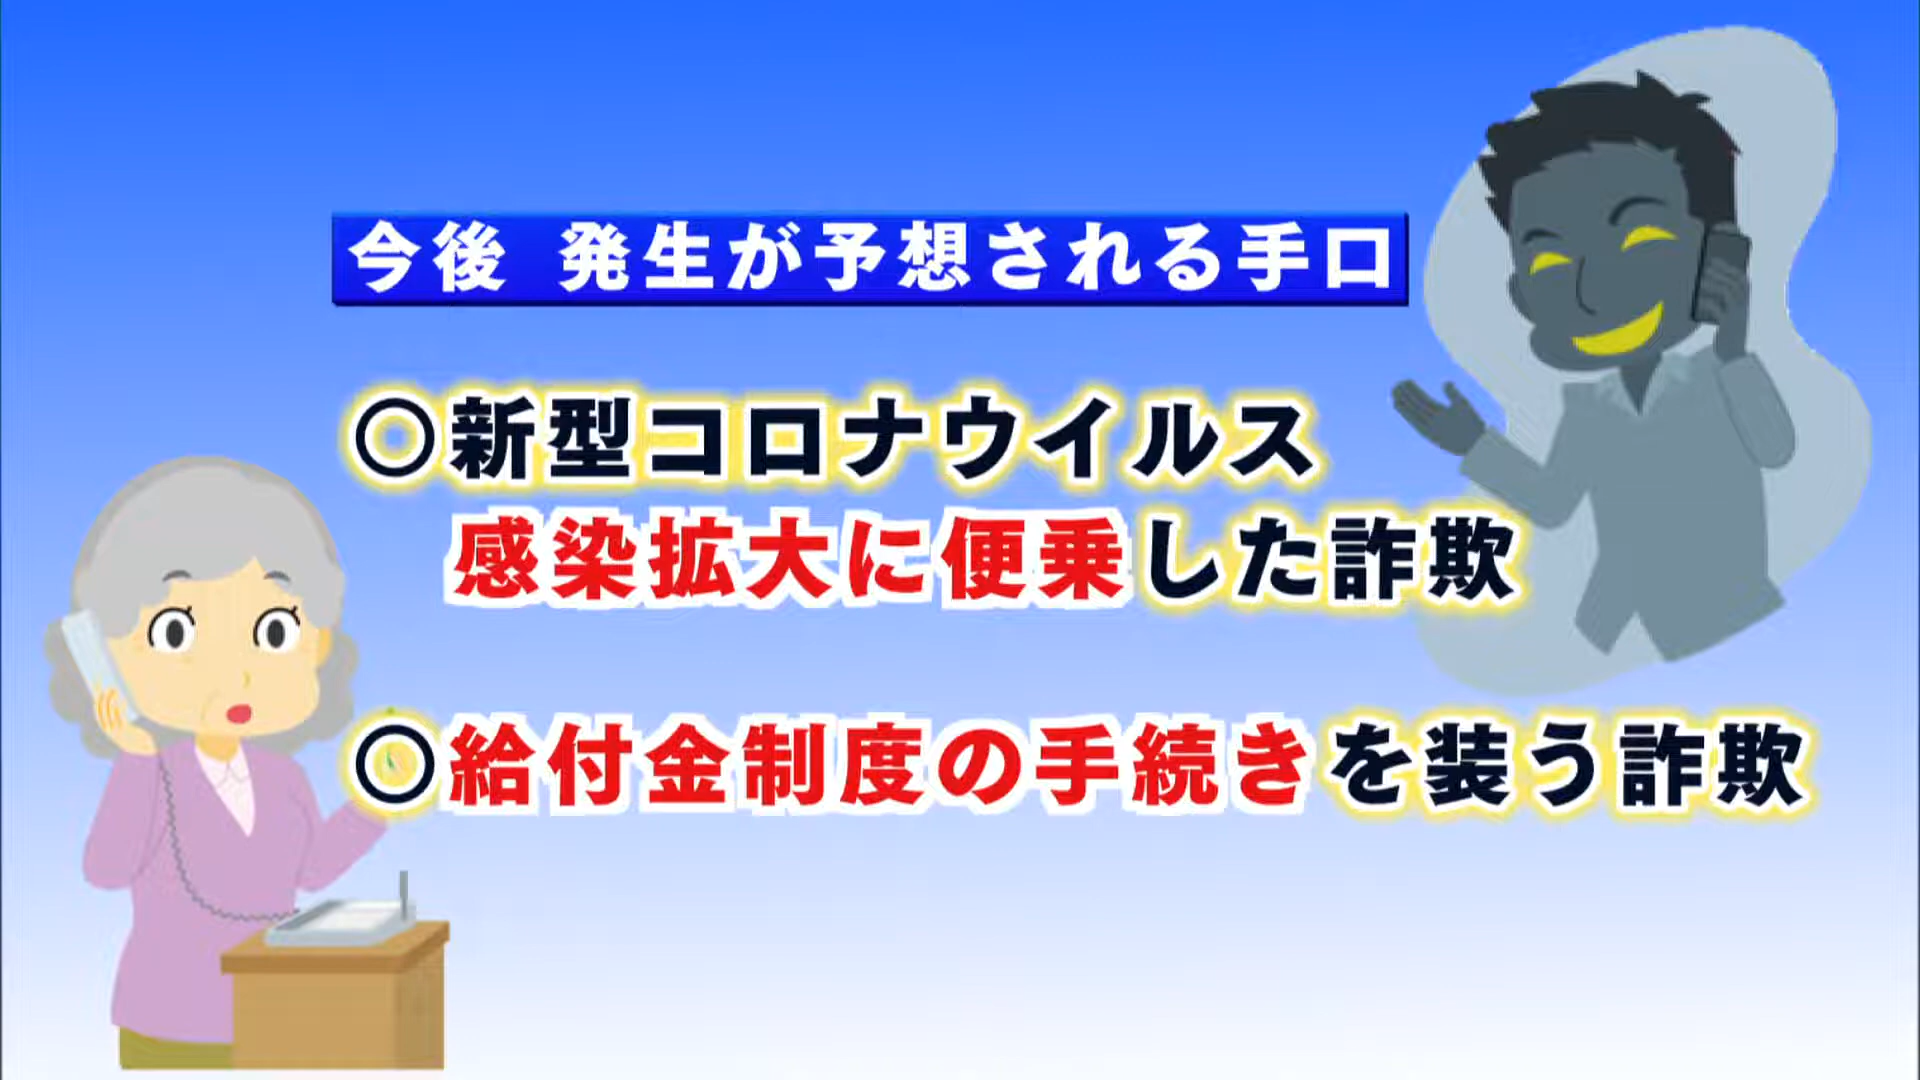 今後 発生が予想される手口
○新型コロナウイルス
感染拡大に便乗した詐欺
○給付金制度の手続きを装う詐欺